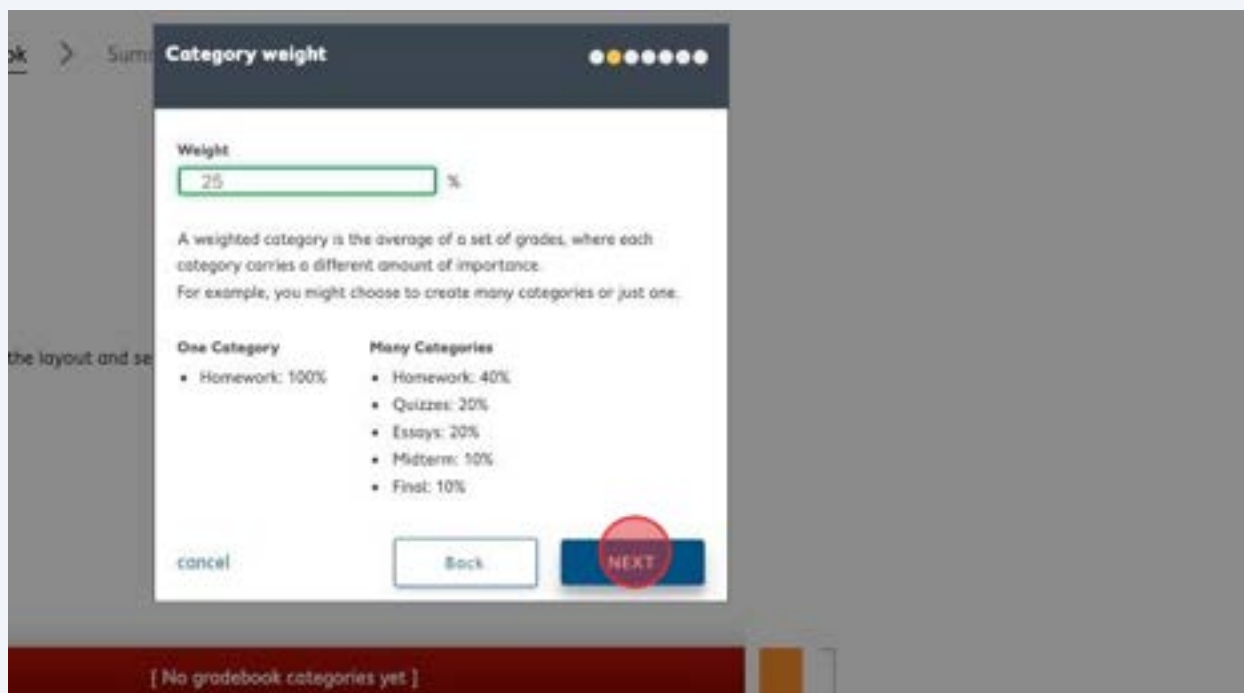 ok > Sum
Category weight
Weight
25 %
A weighted category is the average of a set of grades, where each
category carries a different amount of importance.
For example, you might choose to create many categories or just one.
One Category
• Homework: 100%
Many Categories
• Homework: 40%
• Quizzes: 20%
• Essays: 20%
• Midterm: 10%
• Final: 10%
the layout and se
cancel
Back
NEXT
[ No gradebook categories yet ]